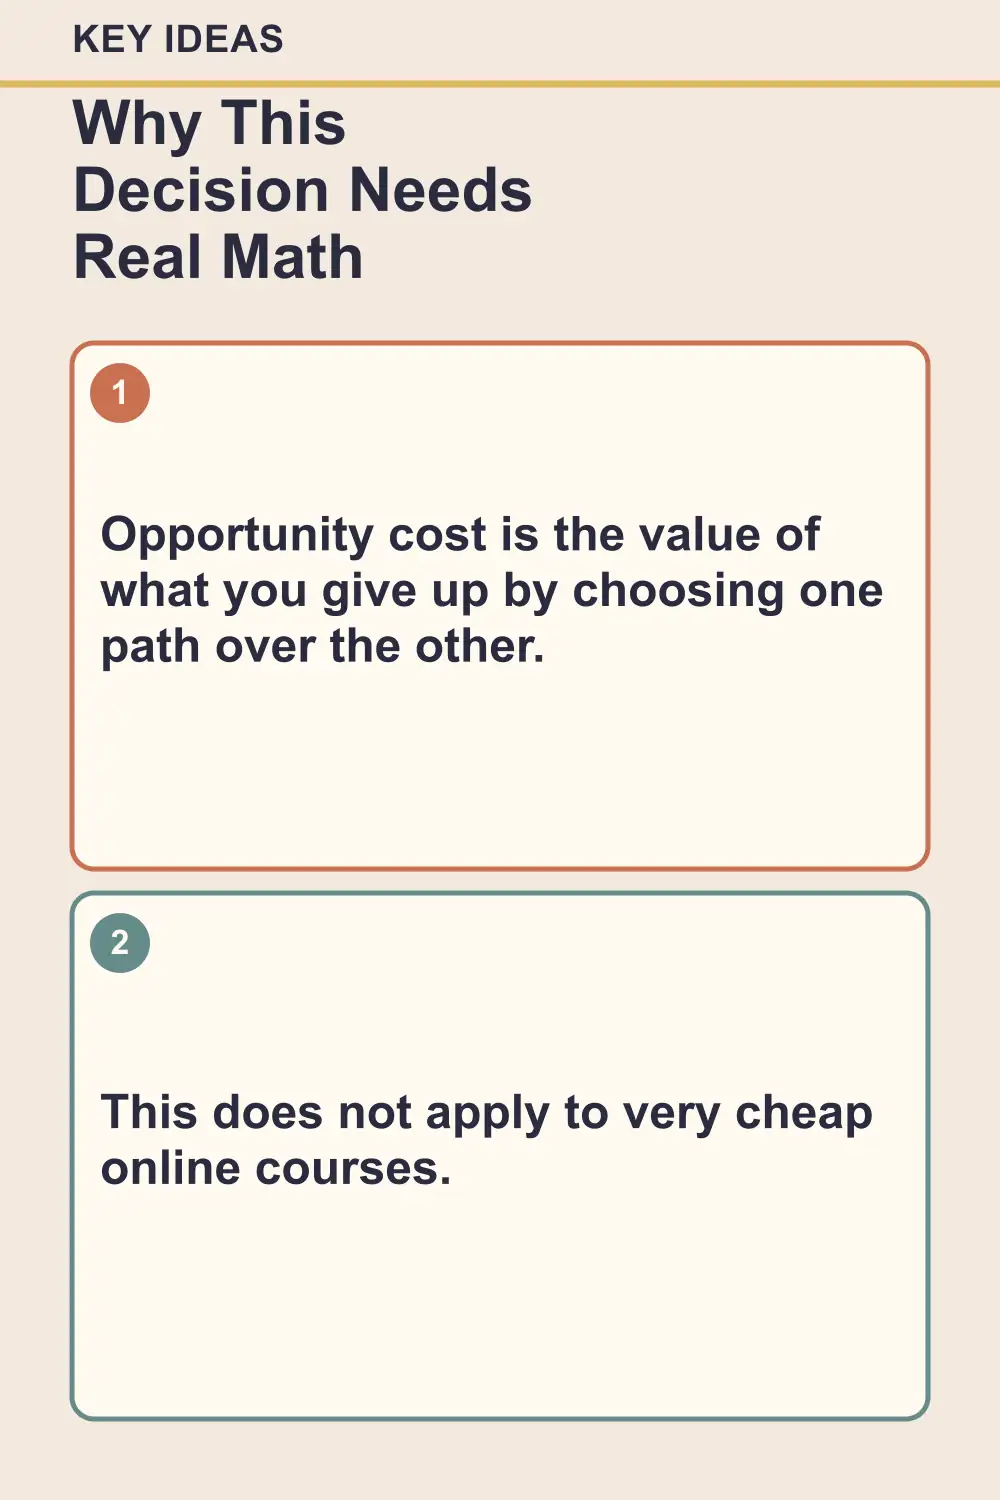 KEY IDEAS
Why This
Decision Needs
Real Math
1
Opportunity cost is the value of
what you give up by choosing one
path over the other.
2
This does not apply to very cheap
online courses.